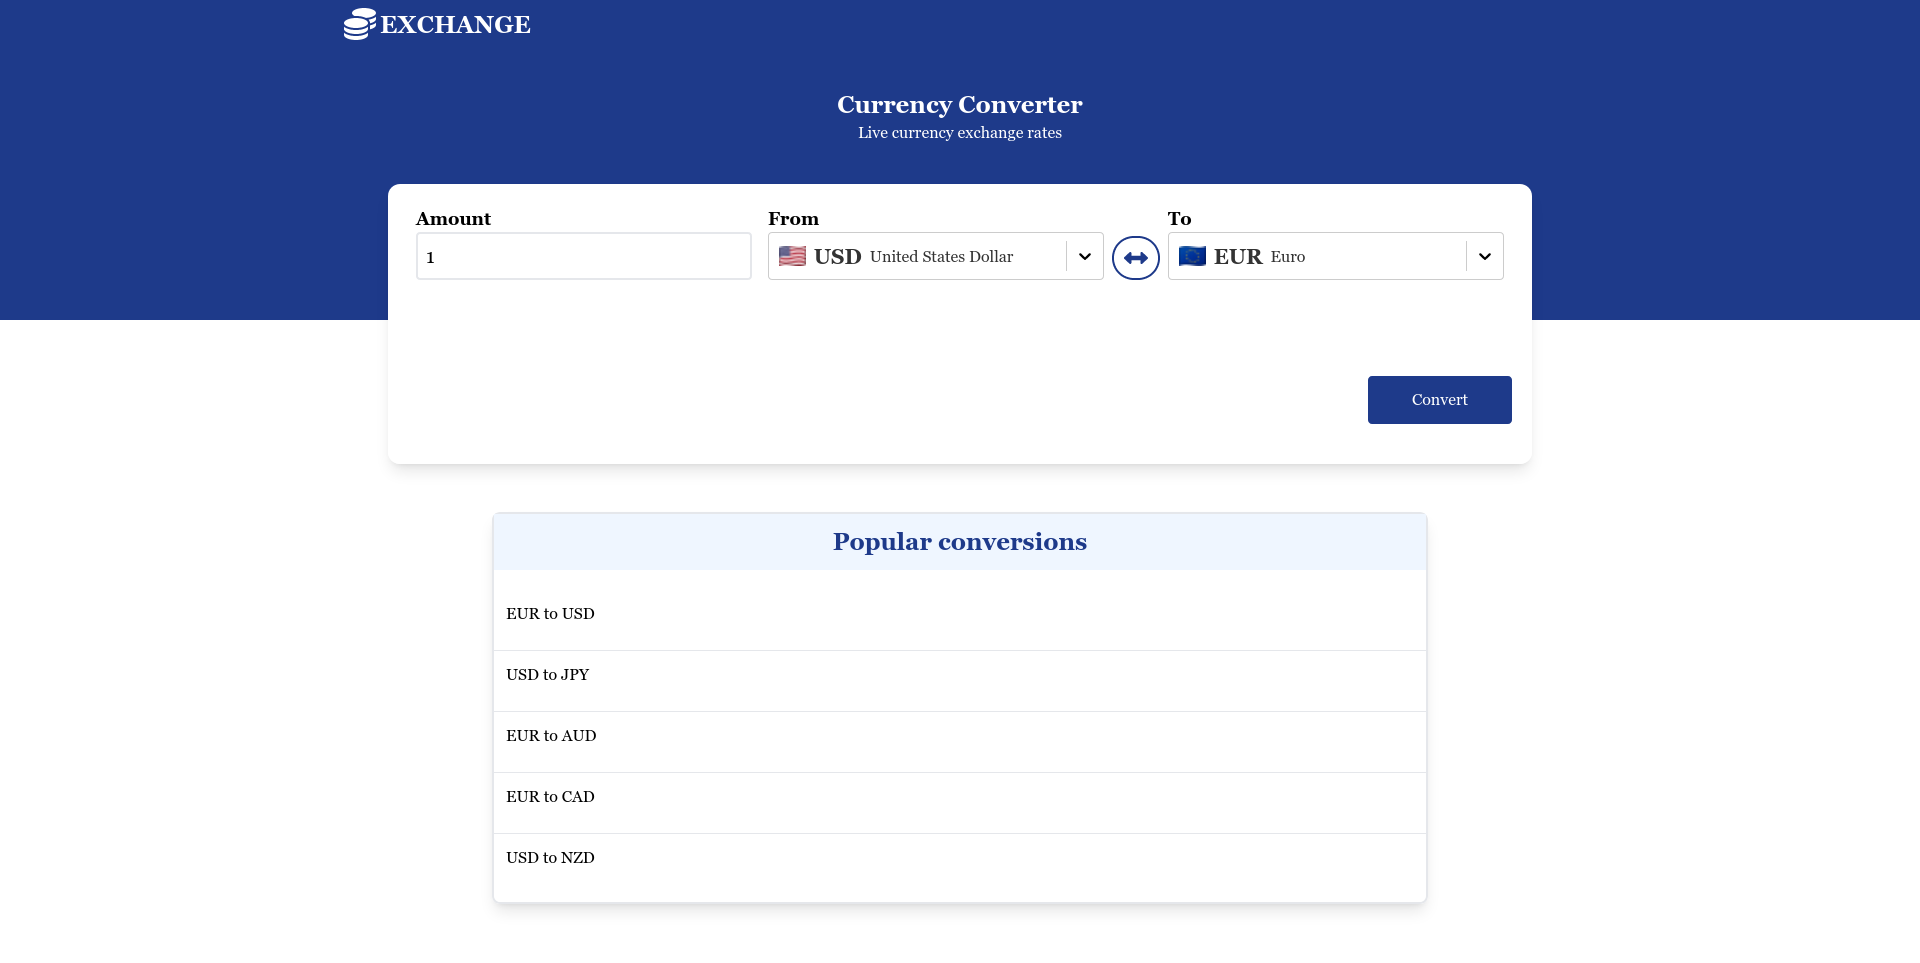 EXCHANGE
Currency Converter
Live currency exchange rates
Amount
From
To
1
USD United States Dollar
EUR Euro
Convert
Popular conversions
EUR to USD
USD to JPY
EUR to AUD
EUR to CAD
USD to NZD